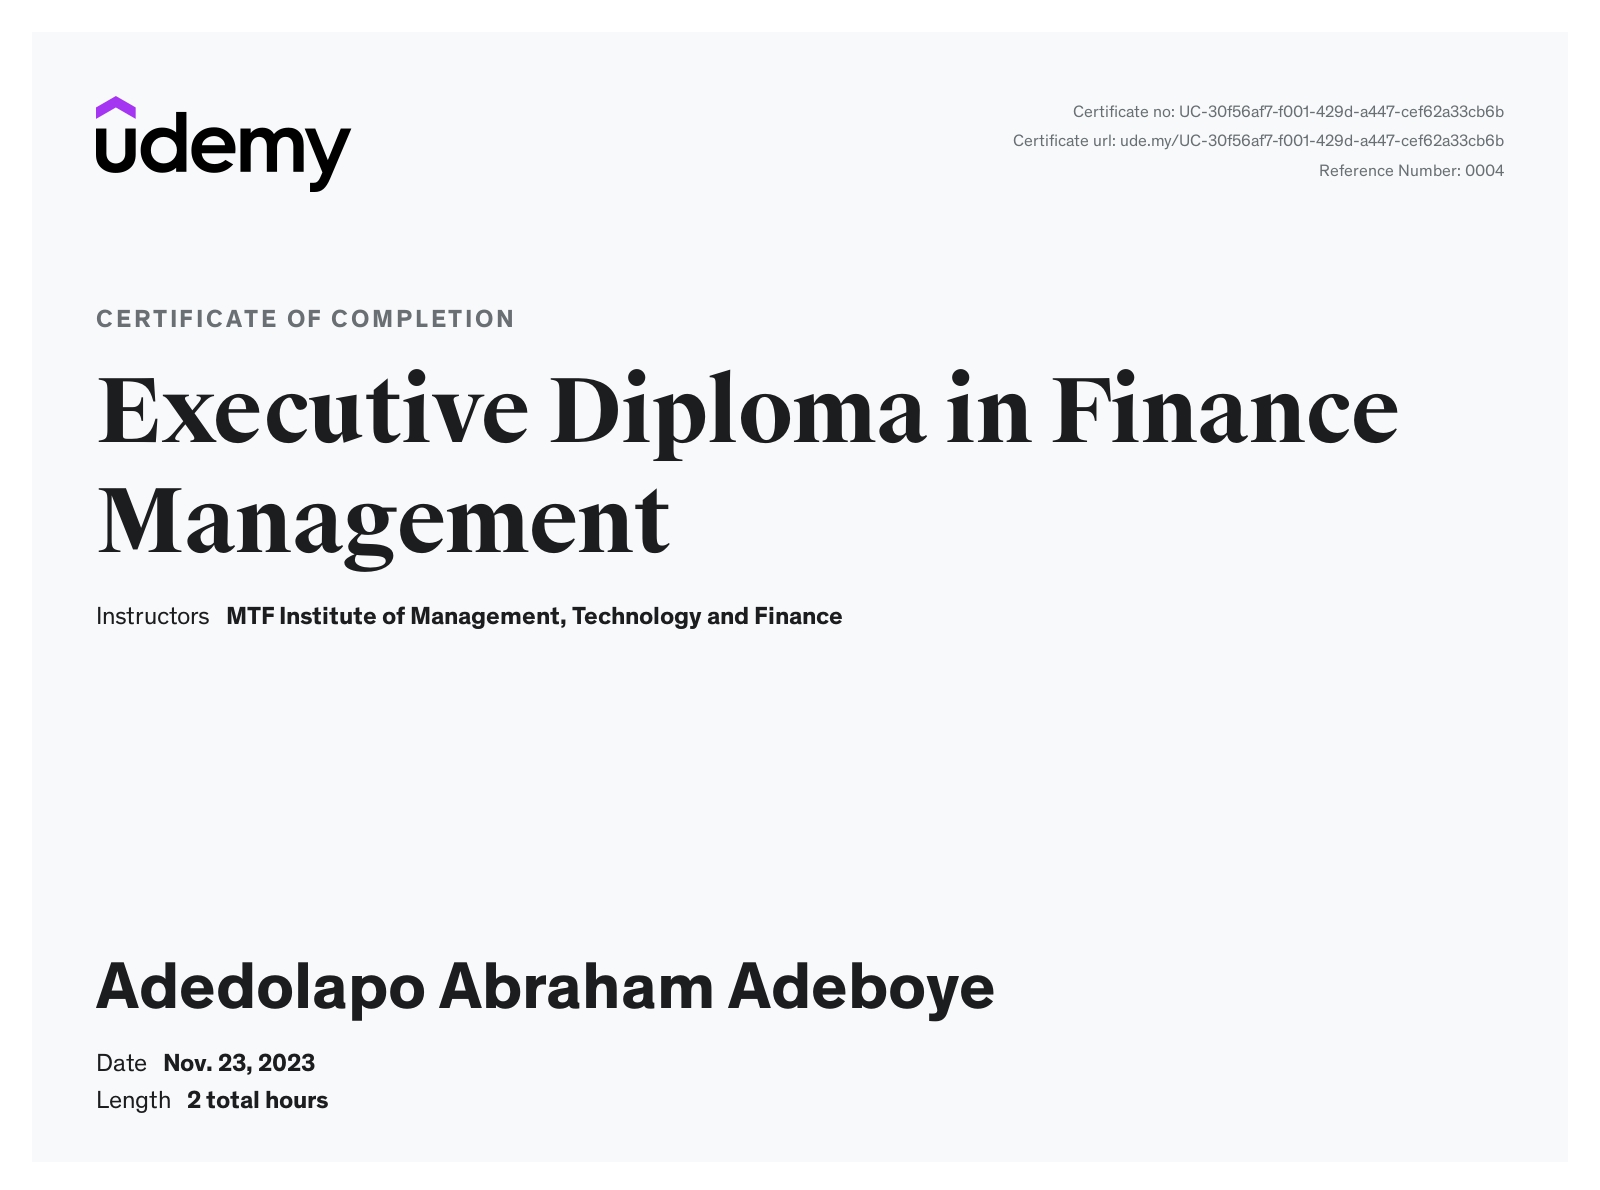 udemy
Certificate no: UC-30f56af7-f001-429d-a447-cef62a33cb6b
Certificate url: ude.my/UC-30f56af7-f001-429d-a447-cef62a33cb6b
Reference Number: 0004
CERTIFICATE OF COMPLETION
Executive Diploma in Finance
Management
Instructors MTF Institute of Management, Technology and Finance
Adedolapo Abraham Adeboye
Date Nov. 23, 2023
Length 2 total hours